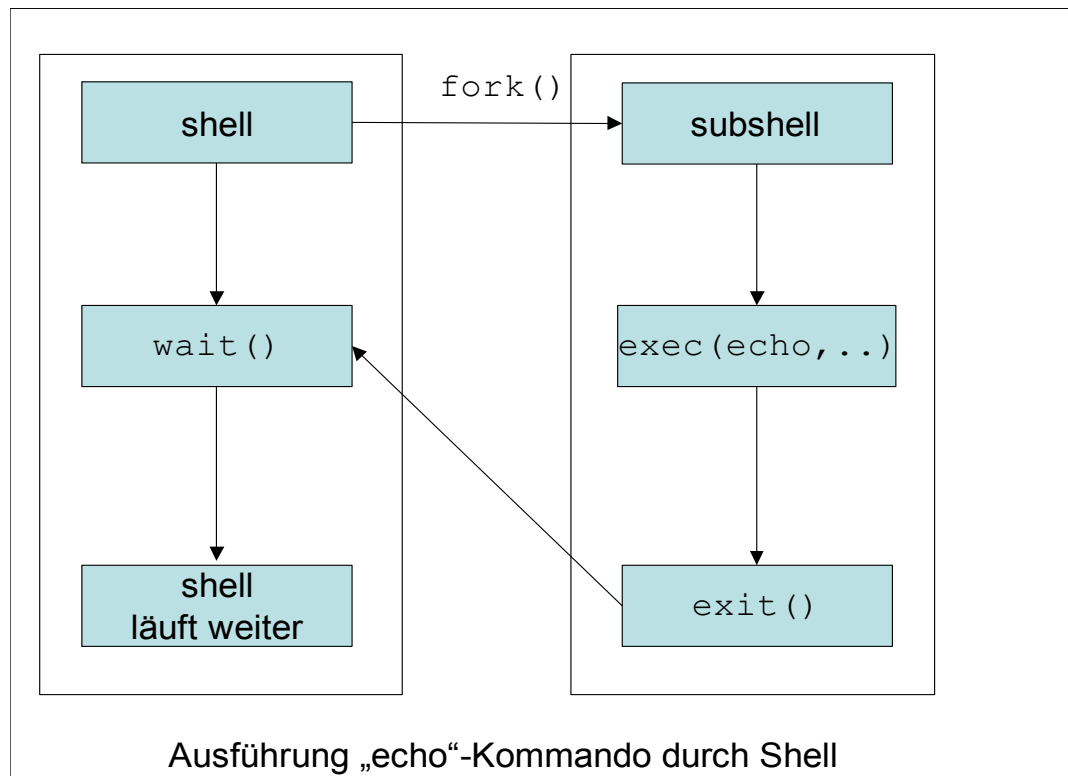 fork()
shell
subshell
wait()
exec(echo,..)
shell
läuft weiter
exit()
Ausführung „echo“-Kommando durch Shell